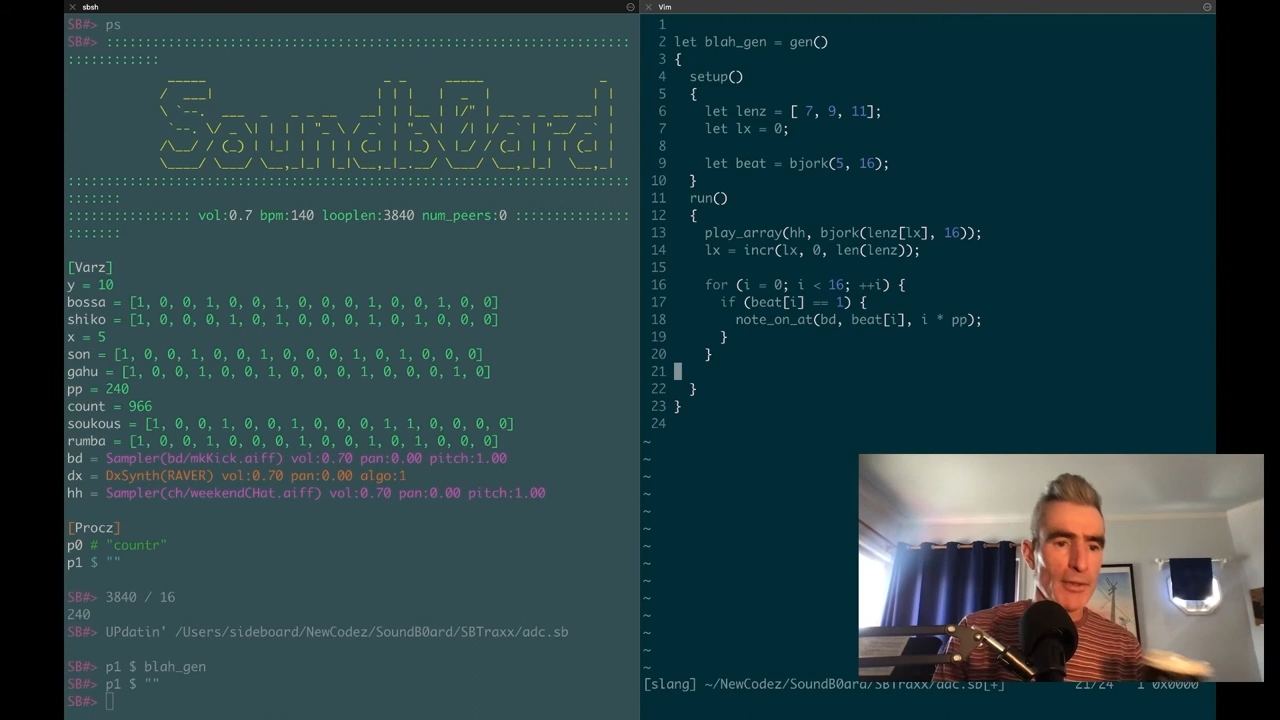 sbsh
SB#> ps
SB#> ::::::::::::::::::::::::::::::::::::::::::::::::::::::::::::::::::::
::::::::::::
SoundB0ard
::::::::::::::::::::::::::::::::::::::::::::::::::::::::::::::::::::::::::
:::::::
:::::::::::::::: vol:0.7 bpm:140 looplen:3840 num_peers:0 :::::::::::::::
:::::::
[Varz]
y = 10
bossa = [1, 0, 0, 1, 0, 0, 1, 0, 0, 0, 1, 0, 0, 1, 0, 0]
shiko = [1, 0, 0, 0, 1, 0, 1, 0, 0, 0, 1, 0, 1, 0, 0, 0]
x = 5
son = [1, 0, 0, 1, 0, 0, 1, 0, 0, 0, 1, 0, 1, 0, 0, 0]
gahu = [1, 0, 0, 1, 0, 0, 1, 0, 0, 0, 1, 0, 0, 0, 1, 0]
pp = 240
count = 966
soukous = [1, 0, 0, 1, 0, 0, 1, 0, 0, 0, 1, 1, 0, 0, 0, 0]
rumba = [1, 0, 0, 1, 0, 0, 0, 1, 0, 0, 1, 0, 1, 0, 0, 0]
bd = Sampler(bd/mkKick.aiff) vol:0.70 pan:0.00 pitch:1.00
dx = DxSynth(RAVER) vol:0.70 pan:0.00 algo:1
hh = Sampler(ch/weekendCHat.aiff) vol:0.70 pan:0.00 pitch:1.00
[Procz]
p0 # "countr"
p1 $ ""
SB#> 3840 / 16
240
SB#> UPdatin' /Users/sideboard/NewCodez/SoundB0ard/SBTraxx/adc.sb
SB#> p1 $ blah_gen
SB#> p1 $ ""
SB#>
Vim
1
2 let blah_gen = gen()
3 {
4 setup()
5 {
6 let lenz = [ 7, 9, 11];
7 let lx = 0;
8
9 let beat = bjork(5, 16);
10 }
11 run()
12 {
13 play_array(hh, bjork(lenz[lx], 16));
14 lx = incr(lx, 0, len(lenz));
15
16 for (i = 0; i < 16; ++i) {
17 if (beat[i] == 1) {
18 note_on_at(bd, beat[i], i * pp);
19 }
20 }
21
22 }
23 }
24
~
~
~
~
~
~
~
~
~
~
~
~
~
~
[slang] ~/NewCodez/SoundB0ard/SBTraxx/adc.sb[+] 21/24 1 0x0000